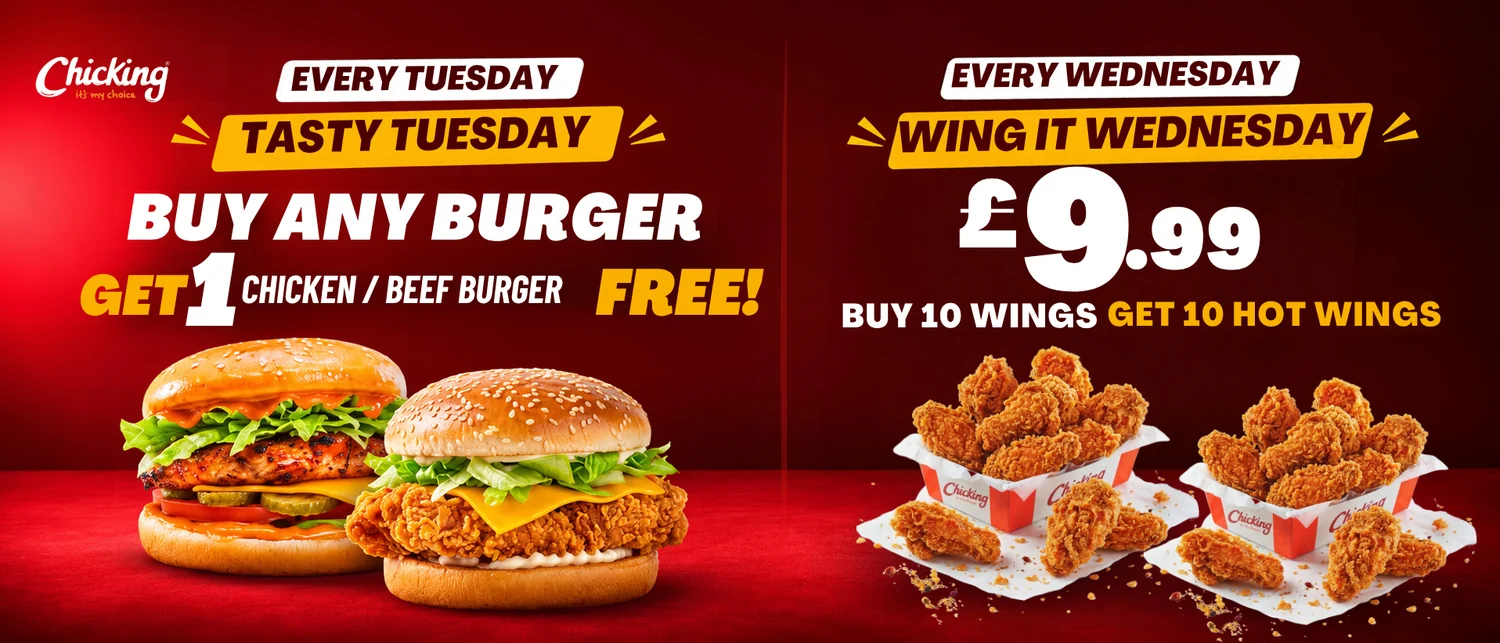 Chicking
it's my choice
EVERY TUESDAY
TASTY TUESDAY
BUY ANY BURGER
GET 1 CHICKEN / BEEF BURGER FREE!
EVERY WEDNESDAY
WING IT WEDNESDAY
£9.99
BUY 10 WINGS GET 10 HOT WINGS
Chicking
Chicking
Chicking
Chicking